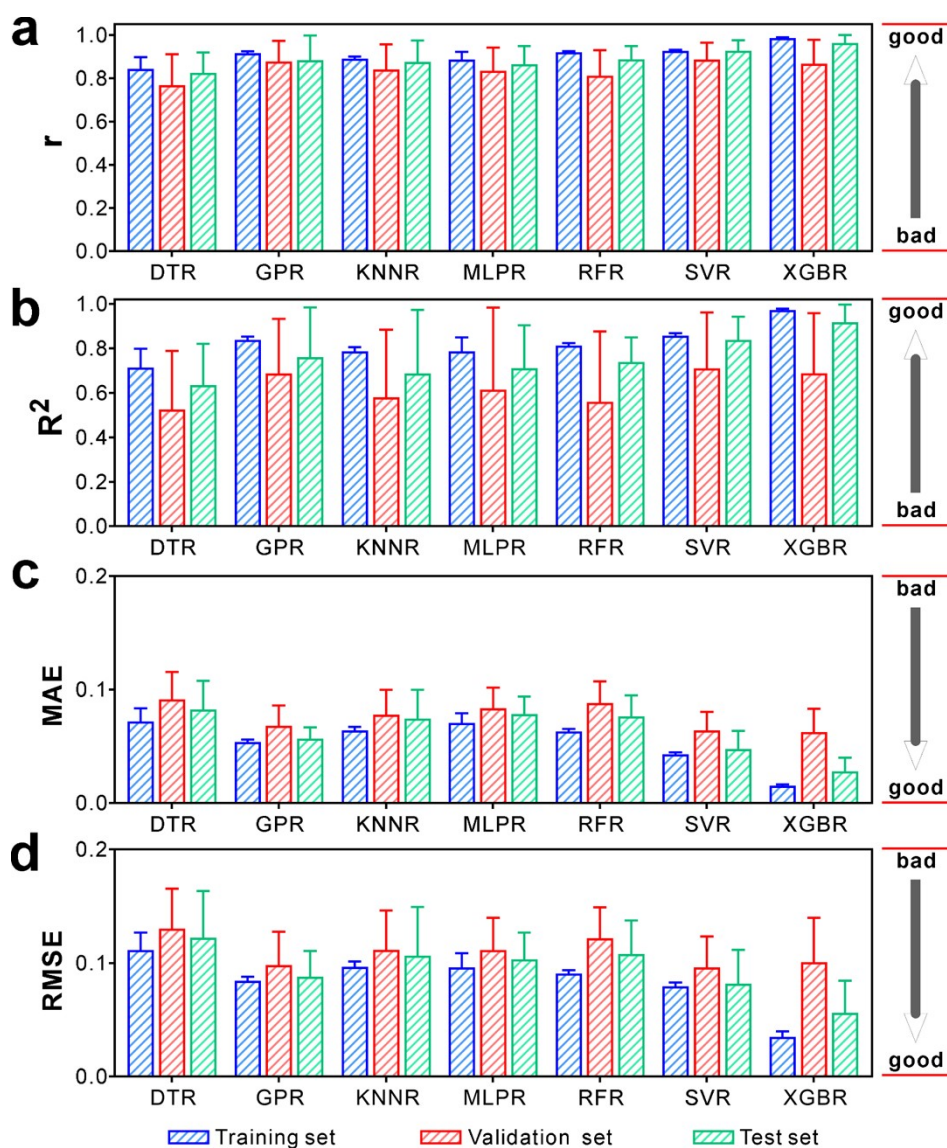 a
r
1.0
0.8
0.6
0.4
0.2
0.0
DTR GPR KNNR MLPR RFR SVR XGBR
good
bad
b
R²
1.0
0.8
0.6
0.4
0.2
0.0
DTR GPR KNNR MLPR RFR SVR XGBR
good
bad
c
MAE
0.2
0.1
0.0
DTR GPR KNNR MLPR RFR SVR XGBR
bad
good
d
RMSE
0.2
0.1
0.0
DTR GPR KNNR MLPR RFR SVR XGBR
bad
good
Training set Validation set Test set